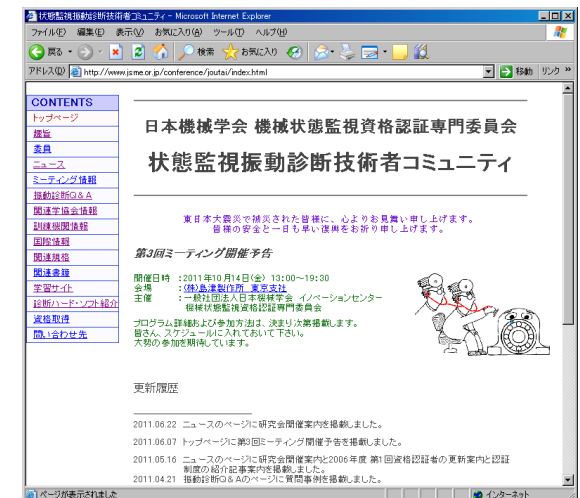 状態監視振動診断技術者コミュニティ - Microsoft Internet Explorer
ファイル(F) 編集(E) 表示(V) お気に入り(A) ツール(T) ヘルプ(H)
戻る 検索 お気に入り
アドレス(D) http://www.jsme.or.jp/conference/joutai/index.html 移動 リンク »
CONTENTS
トップページ
趣旨
委員
ニュース
ミーティング情報
振動診断Q&A
関連学協会情報
訓練機関情報
国際情報
関連規格
関連書籍
学習サイト
診断ハード・ソフト紹介
資格取得
問い合わせ先
日本機械学会 機械状態監視資格認証専門委員会
状態監視振動診断技術者コミュニティ
東日本大震災で被災された皆様に、心よりお見舞い申し上げます。
皆様の安全と一日も早い復興をお祈り申し上げます。
第3回ミーティング開催予告
開催日時 :2011年10月14日(金) 13:00~19:30
会場 :(株)島津製作所 東京支社
主催 :一般社団法人日本機械学会 イノベーションセンター
機械状態監視資格認証専門委員会
プログラム詳細および参加方法は、決まり次第掲載します。
皆さん、スケジュールに入れておいて下さい。
大勢の参加を期待しています。
更新履歴
2011.06.22 ニュースのページに研究会開催案内を掲載しました。
2011.06.07 トップページに第3回ミーティング開催予告を掲載しました。
2011.05.16 ニュースのページに研究会開催案内と2006年度 第1回資格認証者の更新案内と認証
制度の紹介記事案内を掲載しました。
2011.04.21 振動診断Q&Aのページに質問事例を掲載しました。
ページが表示されました インターネット